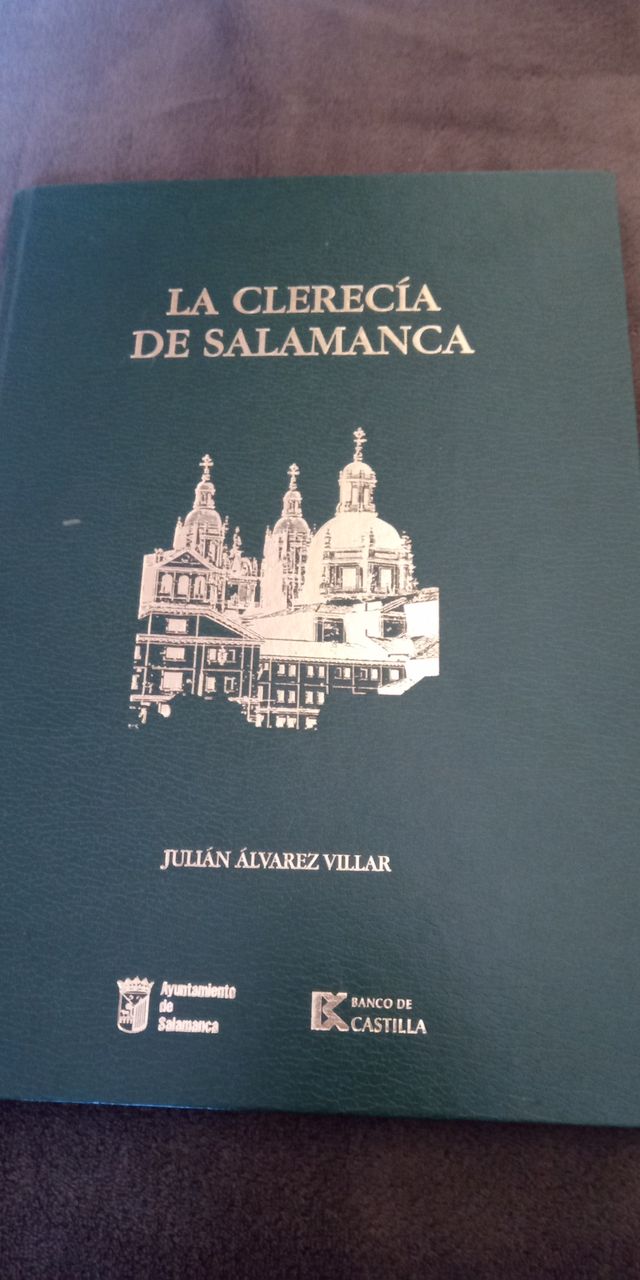 LA CLERECÍA
DE SALAMANCA
JULIÁN ÁLVAREZ VILLAR
Ayuntamiento
de
Salamanca
BANCO DE
CASTILLA